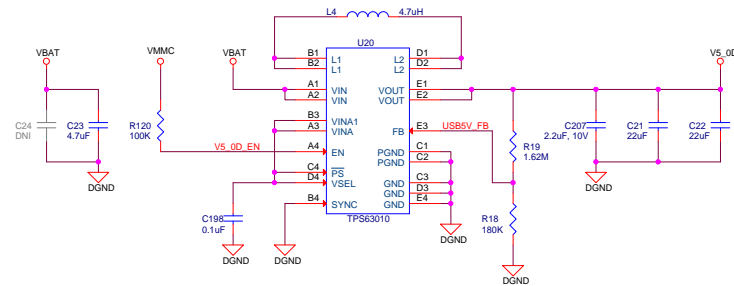 L4 4.7uH
VBAT VMMC VBAT U20 V5_0D
B1 L1 L2 D1
B2 L1 L2 D2
A1 VIN VOUT E1
A2 VIN VOUT E2
B3 VINA1
A3 VINA FB E3 USB5V_FB
C24 DNI
C23 4.7uF
R120 100K
C207 2.2uF, 10V
C21 22uF
C22 22uF
V5_0D_EN A4 EN PGND C1
PGND C2
R19 1.62M
C4 PS GND C3
D4 VSEL GND D3
B4 SYNC GND E4
DGND
DGND
C198 0.1uF
TPS63010
R18 180K
DGND
DGND
DGND
DGND